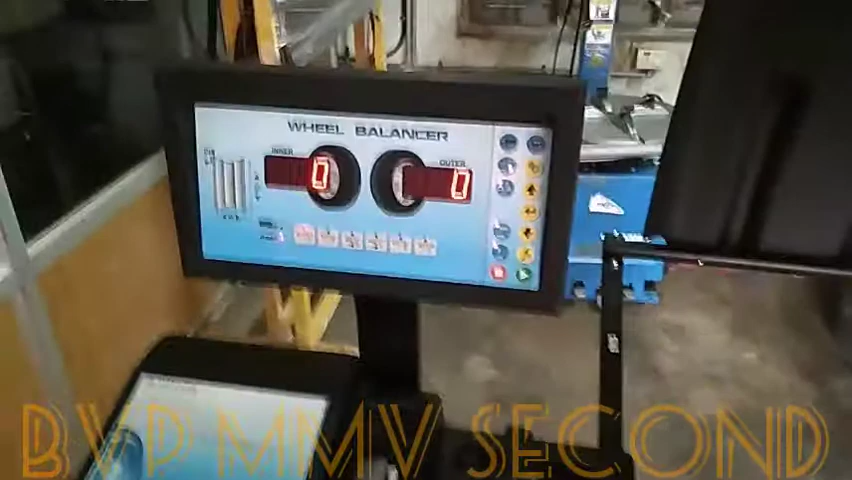 WHEEL BALANCER
INNER
OUTER
0
0
BVP MMV SECOND